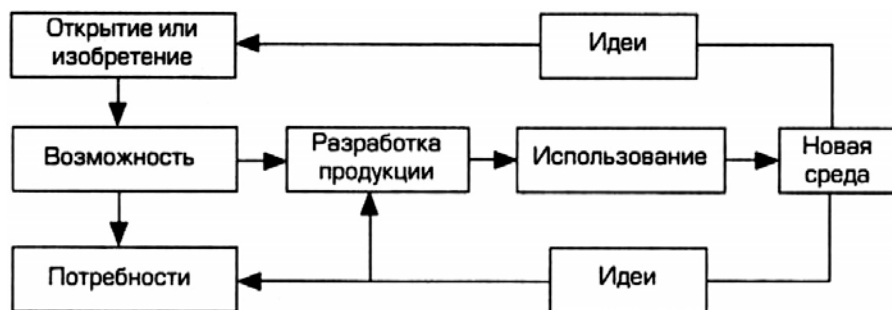 Открытие или
изобретение
Идеи
Возможность
Разработка
продукции
Использование
Новая
среда
Потребности
Идеи